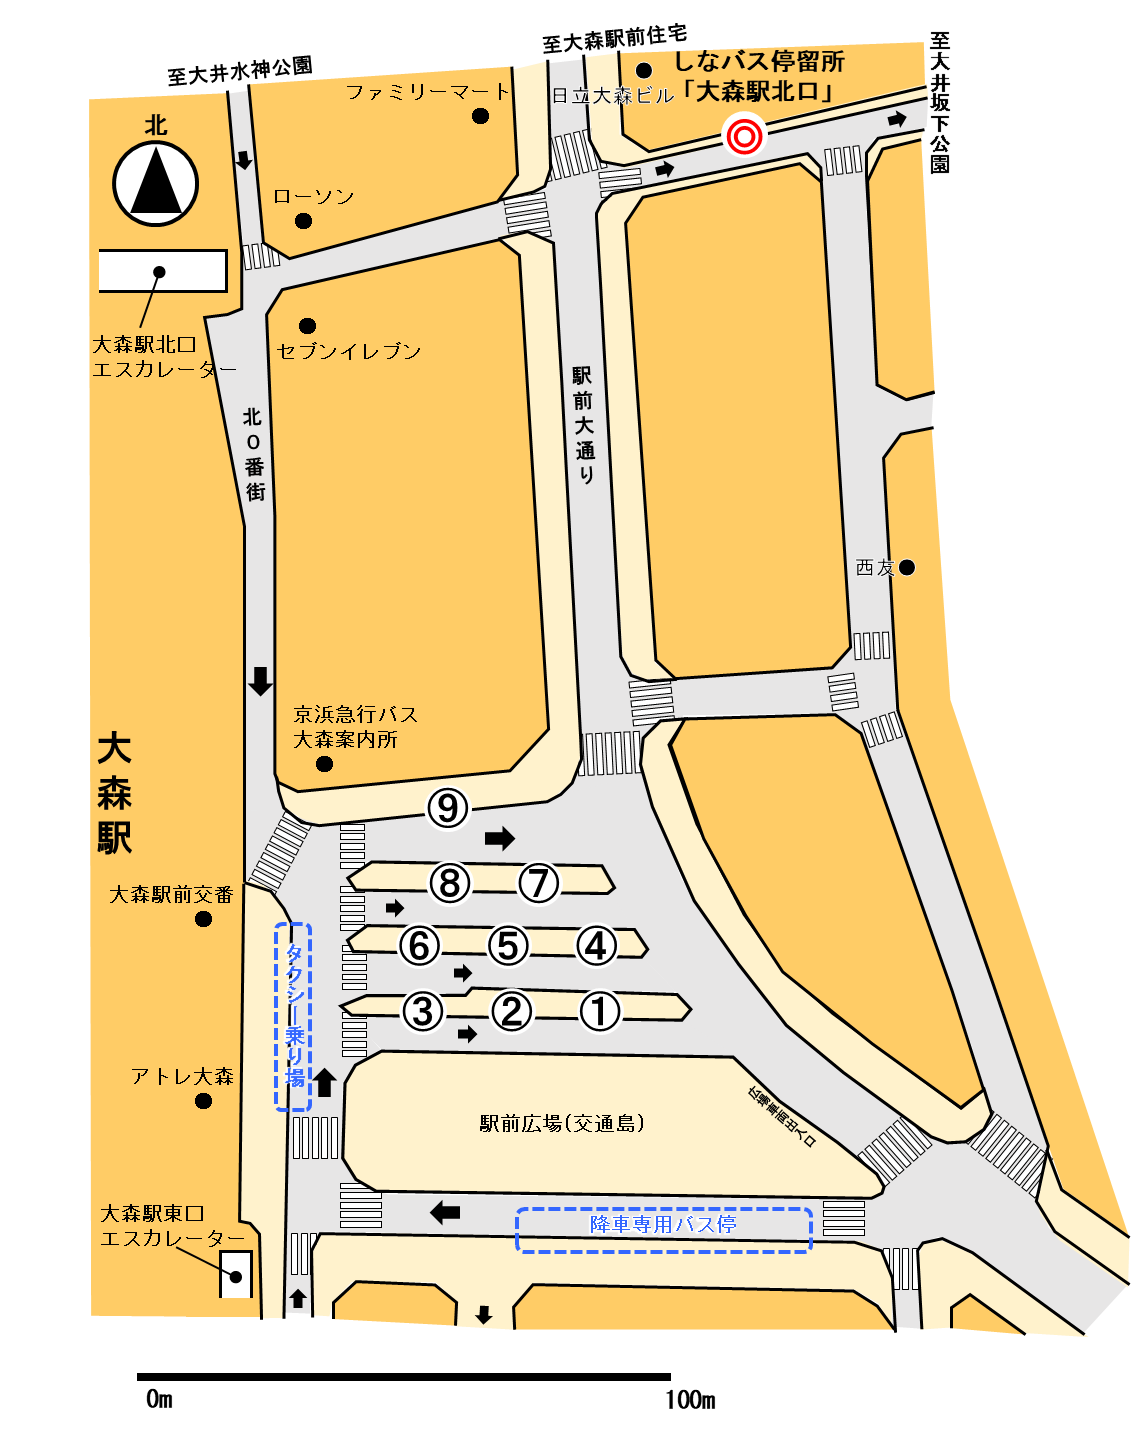 至大井水神公園
至大森駅前住宅
至大井坂下公園
しなバス停留所
「大森駅北口」
日立大森ビル
ファミリーマート
北
ローソン
大森駅北口
エスカレーター
セブンイレブン
駅前大通り
北0番街
西友
京浜急行バス
大森案内所
大森駅
⑨
⑧
⑦
大森駅前交番
⑥
⑤
④
タクシー乗り場
③
②
①
アトレ大森
駅前広場(交通島)
広場車両出入口
大森駅東口
エスカレーター
降車専用バス停
0m
100m